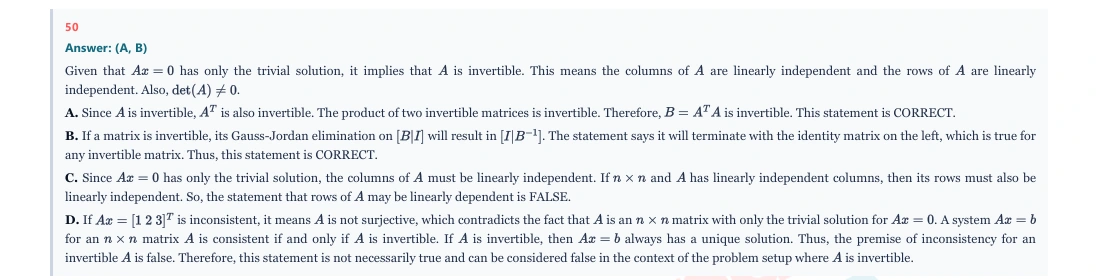 50
Answer: (A, B)
Given that Ax = 0 has only the trivial solution, it implies that A is invertible. This means the columns of A are linearly independent and the rows of A are linearly
independent. Also, det(A) ≠ 0.
A. Since A is invertible, Aᵀ is also invertible. The product of two invertible matrices is invertible. Therefore, B = AᵀA is invertible. This statement is CORRECT.
B. If a matrix is invertible, its Gauss-Jordan elimination on [B|I] will result in [I|B⁻¹]. The statement says it will terminate with the identity matrix on the left, which is true for
any invertible matrix. Thus, this statement is CORRECT.
C. Since Ax = 0 has only the trivial solution, the columns of A must be linearly independent. If n × n and A has linearly independent columns, then its rows must also be
linearly independent. So, the statement that rows of A may be linearly dependent is FALSE.
D. If Ax = [1 2 3]ᵀ is inconsistent, it means A is not surjective, which contradicts the fact that A is an n × n matrix with only the trivial solution for Ax = 0. A system Ax = b
for an n × n matrix A is consistent if and only if A is invertible. If A is invertible, then Ax = b always has a unique solution. Thus, the premise of inconsistency for an
invertible A is false. Therefore, this statement is not necessarily true and can be considered false in the context of the problem setup where A is invertible.